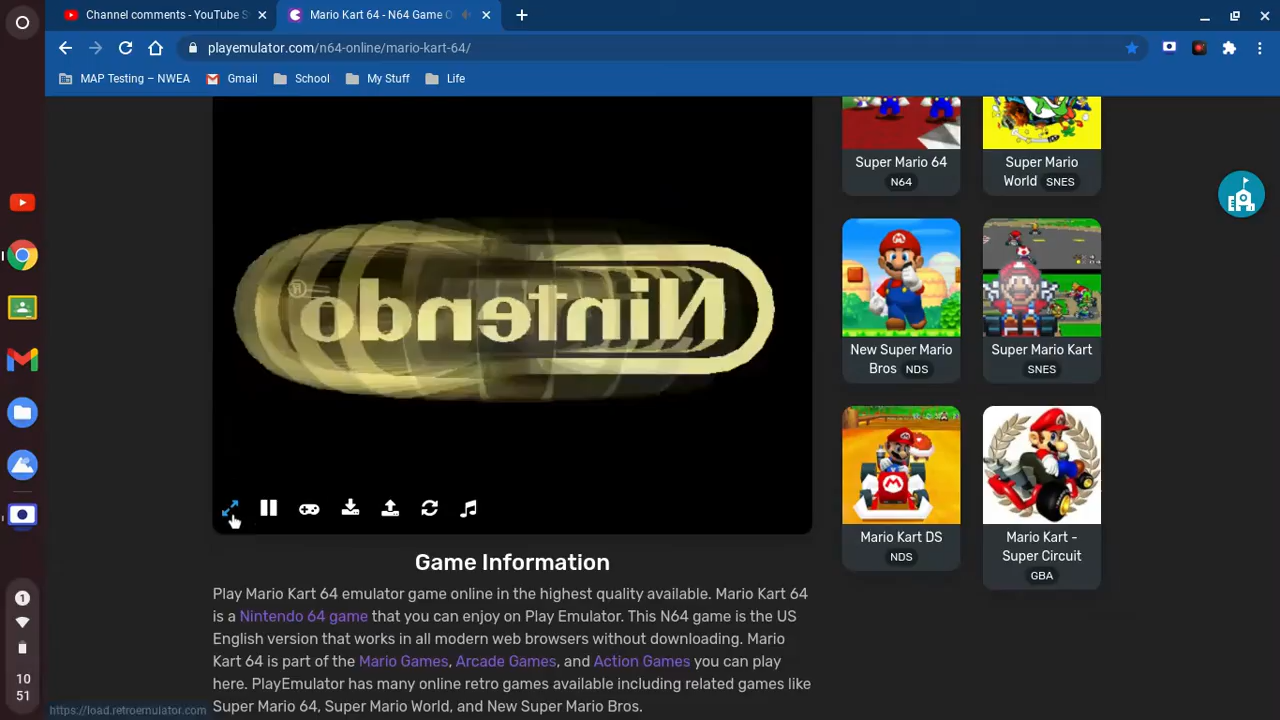 Channel comments - YouTube S
Mario Kart 64 - N64 Game O
playemulator.com/n64-online/mario-kart-64/
MAP Testing – NWEA
Gmail
School
My Stuff
Life
Nintendo
®
Super Mario 64
N64
Super Mario
World SNES
New Super Mario
Bros NDS
Super Mario Kart
SNES
Mario Kart DS
NDS
Mario Kart -
Super Circuit
GBA
Game Information
Play Mario Kart 64 emulator game online in the highest quality available. Mario Kart 64
is a Nintendo 64 game that you can enjoy on Play Emulator. This N64 game is the US
English version that works in all modern web browsers without downloading. Mario
Kart 64 is part of the Mario Games, Arcade Games, and Action Games you can play
here. PlayEmulator has many online retro games available including related games like
Super Mario 64, Super Mario World, and New Super Mario Bros.
1
10
51
https://load.retroemulator.com